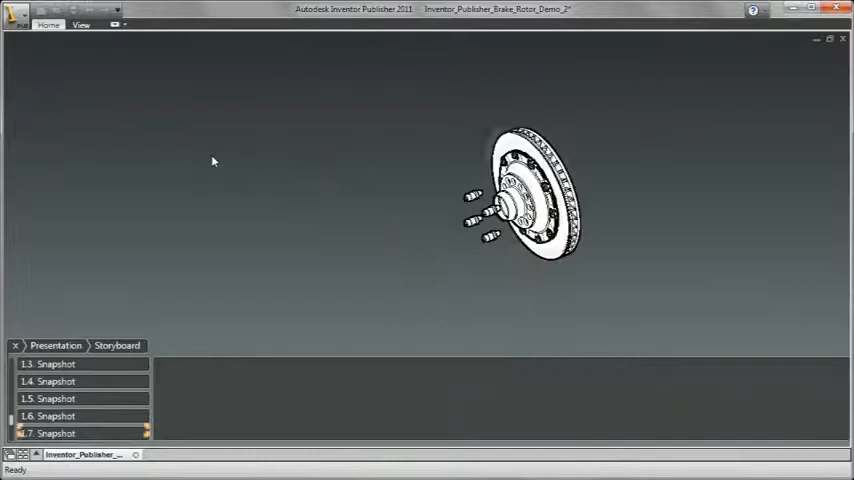 Autodesk Inventor Publisher 2011 Inventor_Publisher_Brake_Rotor_Demo_2*
Home View
X Presentation Storyboard
1.3. Snapshot
1.4. Snapshot
1.5. Snapshot
1.6. Snapshot
1.7. Snapshot
Inventor_Publisher_...
Ready